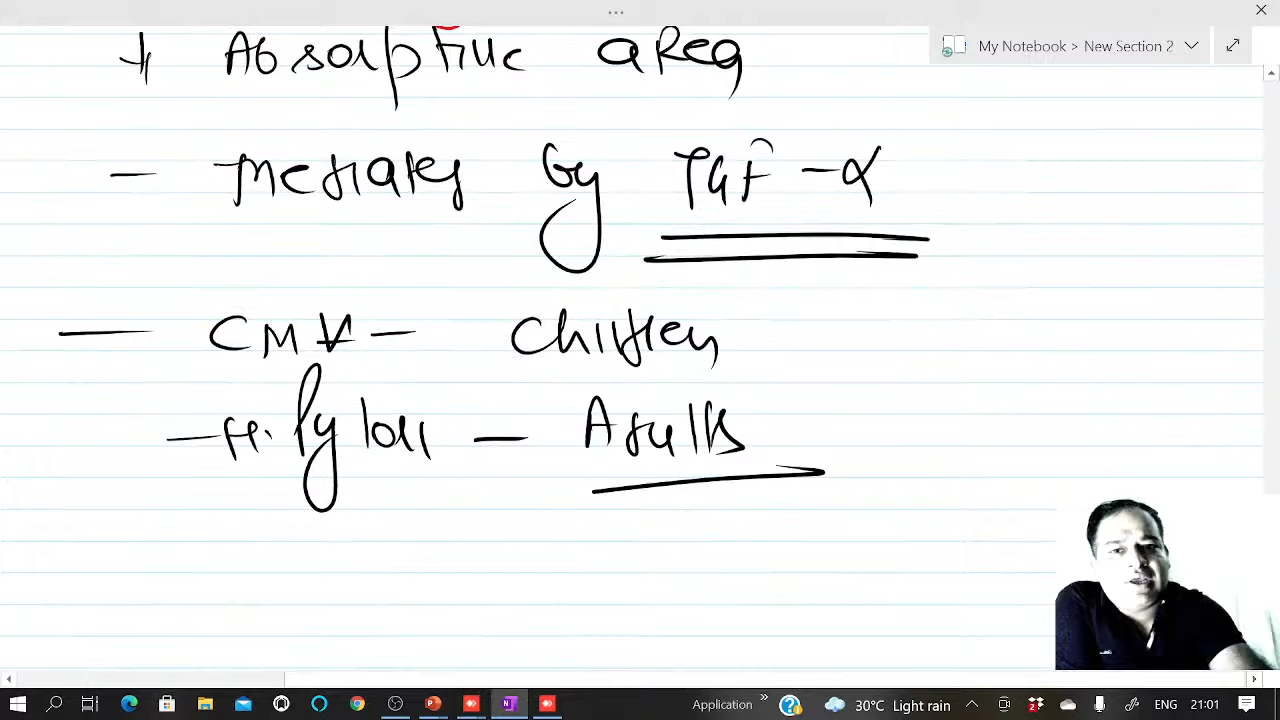 ...
My Notebook > New Section 2
↓ Absorptive area
- Mediated by TGF-α
- CMV - Children
- H. Pylori - Adults
Application
30°C Light rain
ENG
21:01